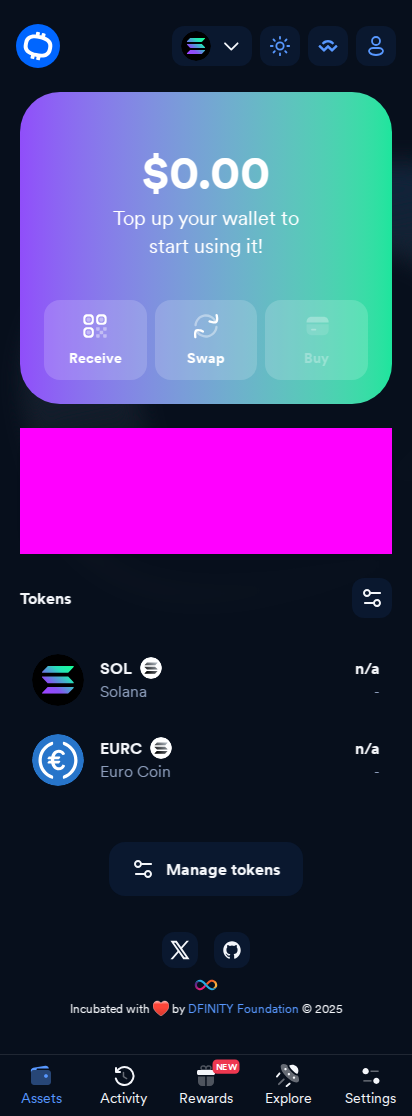 $0.00
Top up your wallet to
start using it!
Receive
Swap
Buy
Tokens
SOL
n/a
Solana
-
EURC
n/a
Euro Coin
-
Manage tokens
Incubated with ❤️ by DFINITY Foundation © 2025
NEW
Assets
Activity
Rewards
Explore
Settings